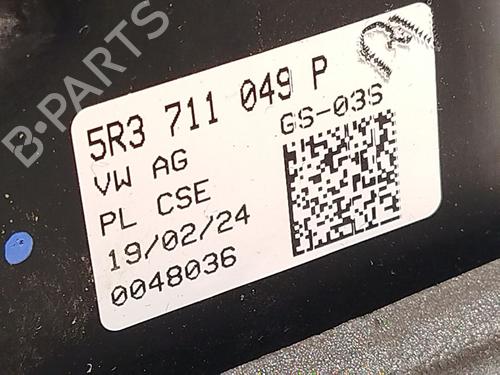 B-PARTS
5R3 711 049 P
VW AG
GS-03S
PL CSE
19/02/24
0048036